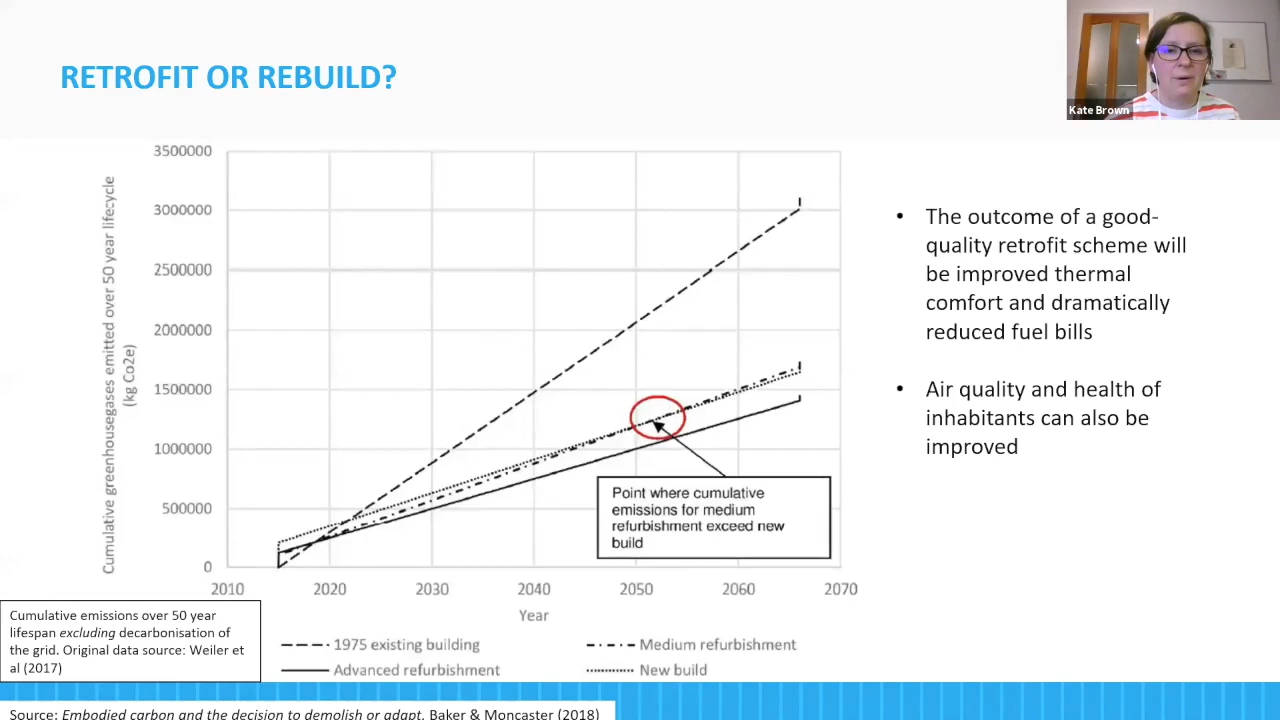 RETROFIT OR REBUILD?
Kate Brown
Cumulative greenhousegases emitted over 50 year lifecycle
(kg Co2e)
3500000
3000000
2500000
2000000
1500000
1000000
500000
0
2010 2020 2030 2040 2050 2060 2070
Year
Point where cumulative
emissions for medium
refurbishment exceed new
build
1975 existing building
Medium refurbishment
Advanced refurbishment
New build
• The outcome of a good-
quality retrofit scheme will
be improved thermal
comfort and dramatically
reduced fuel bills
• Air quality and health of
inhabitants can also be
improved
Cumulative emissions over 50 year
lifespan excluding decarbonisation of
the grid. Original data source: Weiler et
al (2017)
Source: Embodied carbon and the decision to demolish or adapt. Baker & Moncaster (2018)